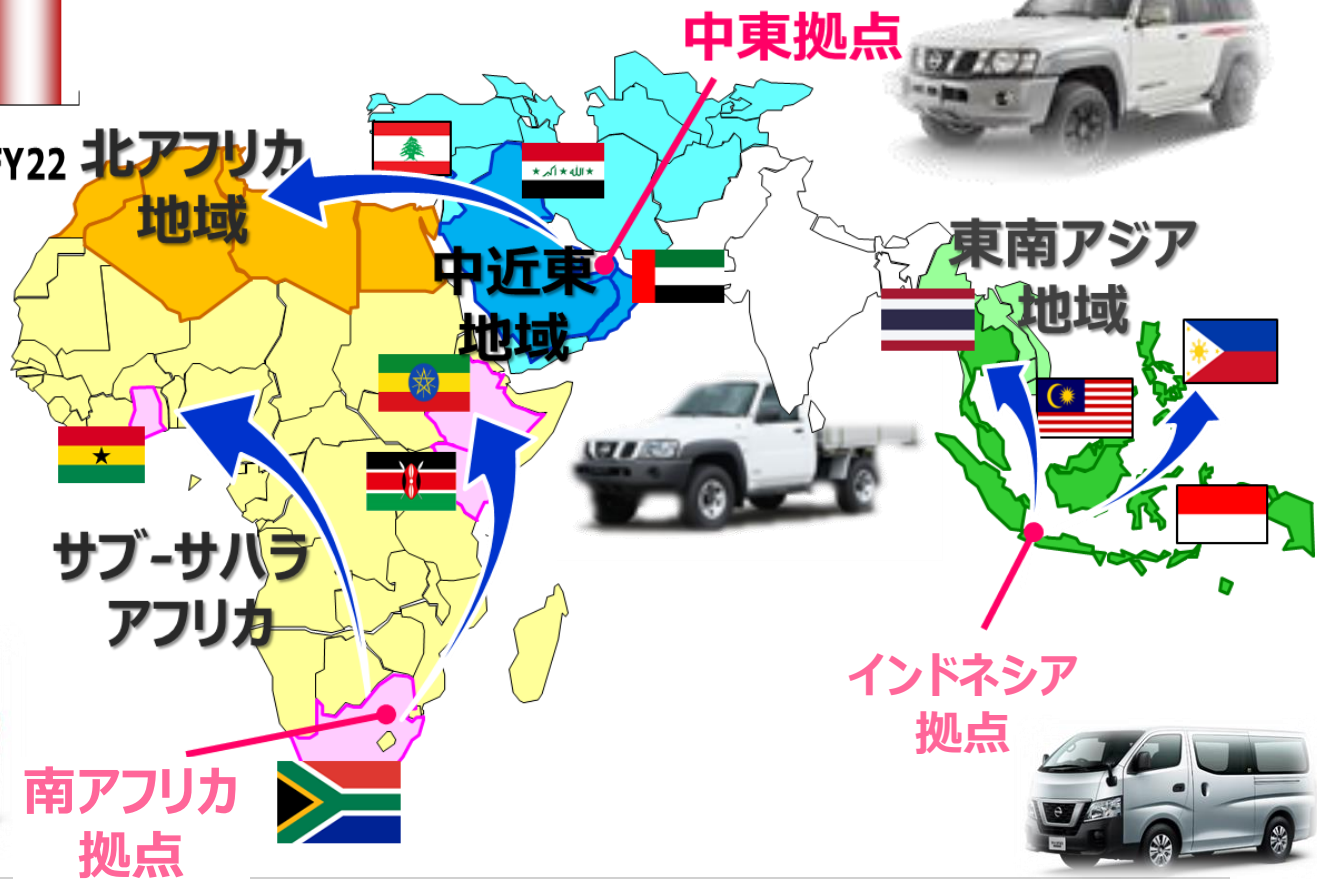 中東拠点
FY22
北アフリカ
地域
中近東
地域
東南アジア
地域
サブ-サハラ
アフリカ
インドネシア
拠点
南アフリカ
拠点